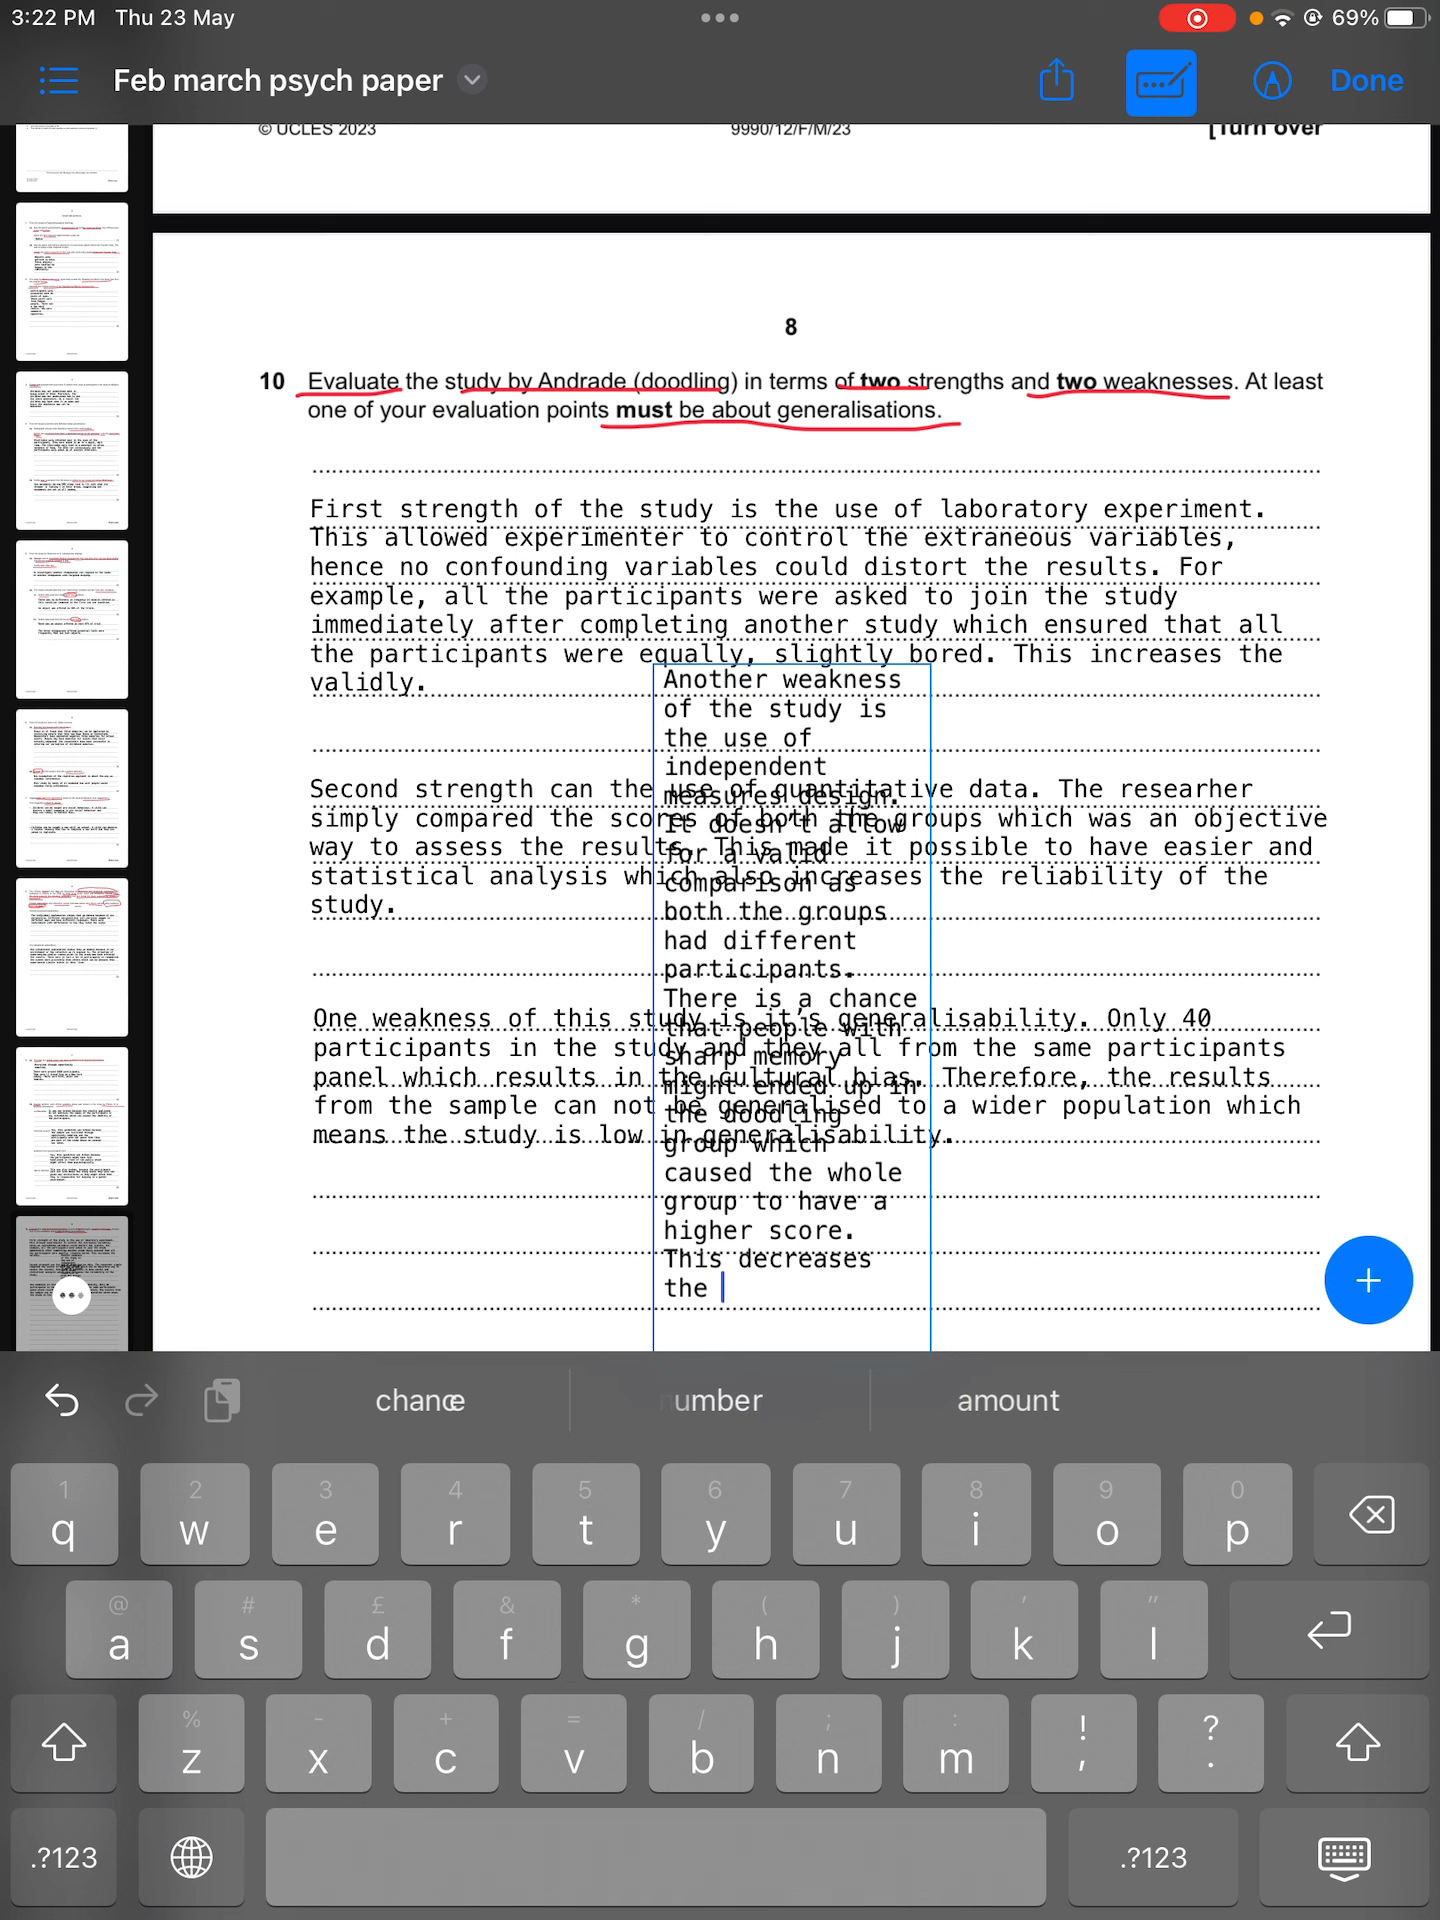 3:22 PM Thu 23 May
69%
Feb march psych paper
Done
© UCLES 2023
9990/12/F/M/23
[Turn over
8
10 Evaluate the study by Andrade (doodling) in terms of two strengths and two weaknesses. At least
one of your evaluation points must be about generalisations.
First strength of the study is the use of laboratory experiment.
This allowed experimenter to control the extraneous variables,
hence no confounding variables could distort the results. For
example, all the participants were asked to join the study
immediately after completing another study which ensured that all
the participants were equally, slightly bored. This increases the
validly.
Second strength can the use of quantitative data. The researher
simply compared the scores of both the groups which was an objective
way to assess the results. This made it possible to have easier and
statistical analysis which also increases the reliability of the
study.
One weakness of this study is it's generalisability. Only 40
participants in the study and they all from the same participants
panel which results in the cultural bias. Therefore, the results
from the sample can not be generalised to a wider population which
means the study is low in generalisability.
Another weakness
of the study is
the use of
independent
measures design.
It doesn't allow
for a valid
comparison as
both the groups
had different
participants.
There is a chance
that people with
sharp memory
might ended up in
the doodling
group which
caused the whole
group to have a
higher score.
This decreases
the
chance
number
amount
1 2 3 4 5 6 7 8 9 0
q w e r t y u i o p
@ # £ & * ( ) ' "
a s d f g h j k l
% - + = / ; : ! ?
z x c v b n m , .
.?123
.?123